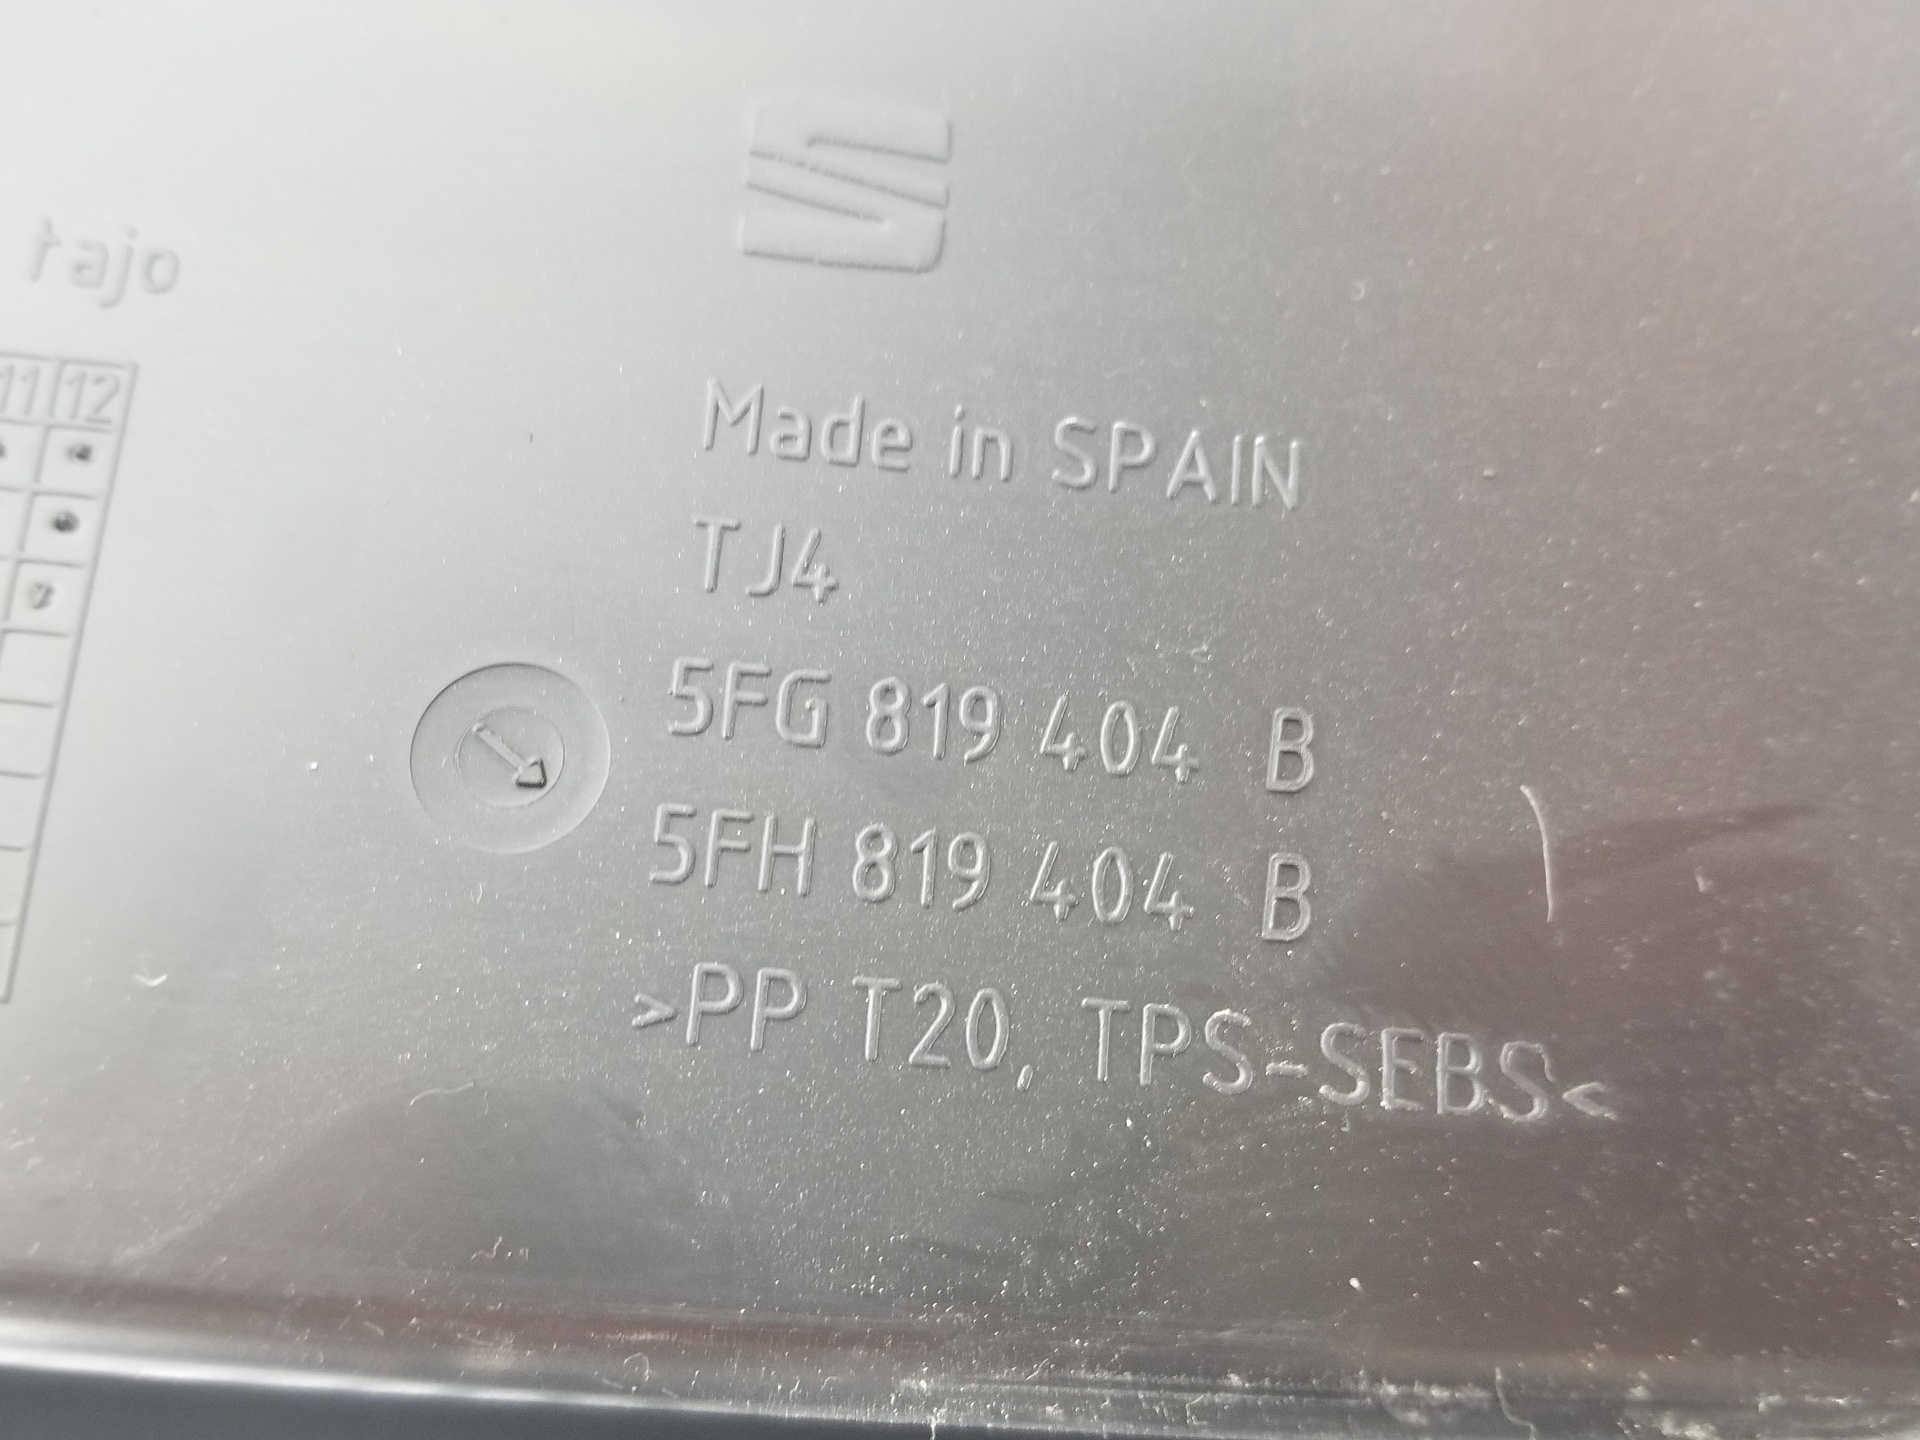 tajo
11 12
Made in SPAIN
TJ4
5FG 819 404 B
5FH 819 404 B
>PP T20, TPS-SEBS<